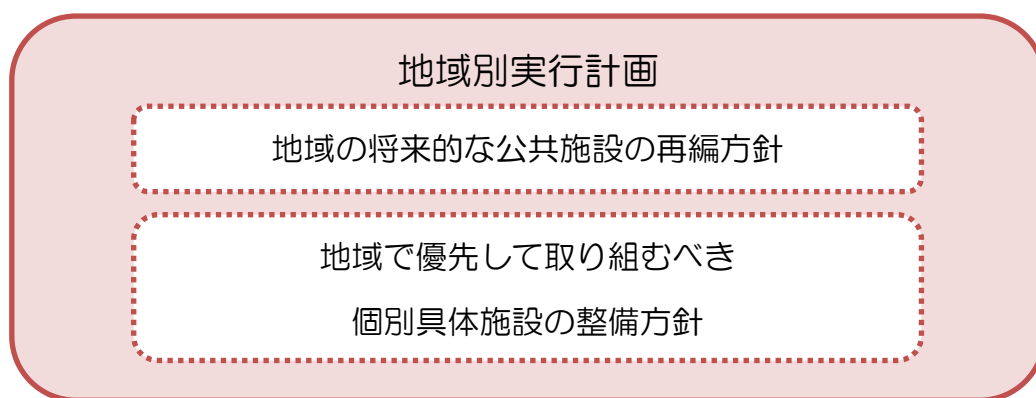 地域別実行計画
地域の将来的な公共施設の再編方針
地域で優先して取り組むべき
個別具体施設の整備方針